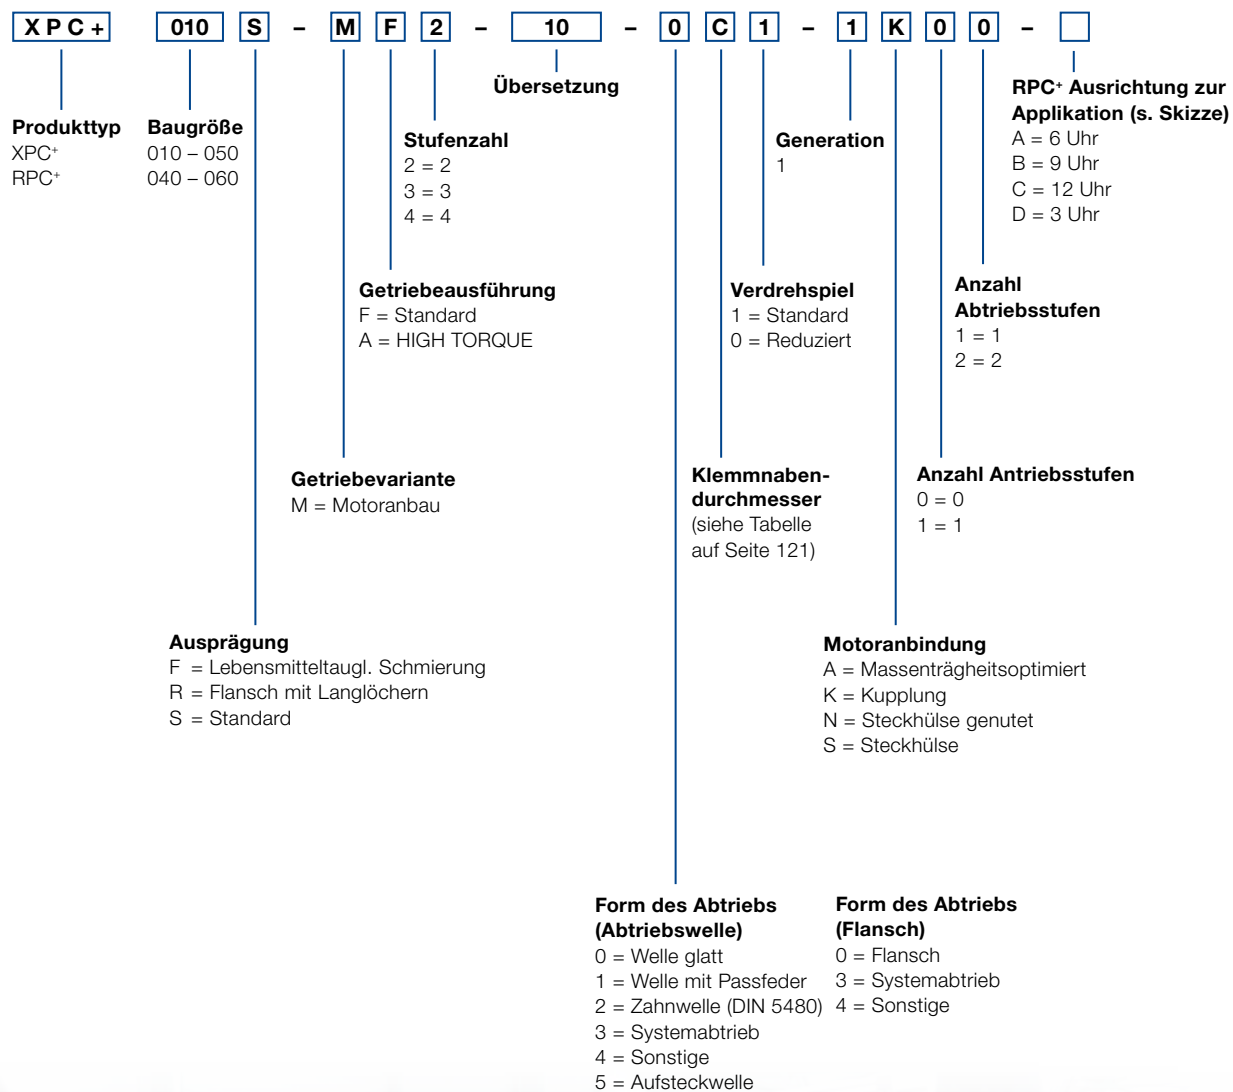 XPC+ 010 S – M F 2 – 10 – 0 C 1 – 1 K 0 0 –
Produkttyp
XPC+
RPC+
Baugröße
010 – 050
040 – 060
Stufenzahl
2 = 2
3 = 3
4 = 4
Übersetzung
Generation
1
RPC+ Ausrichtung zur
Applikation (s. Skizze)
A = 6 Uhr
B = 9 Uhr
C = 12 Uhr
D = 3 Uhr
Getriebeausführung
F = Standard
A = HIGH TORQUE
Verdrehspiel
1 = Standard
0 = Reduziert
Anzahl
Abtriebsstufen
1 = 1
2 = 2
Getriebevariante
M = Motoranbau
Klemmnaben-
durchmesser
(siehe Tabelle
auf Seite 121)
Anzahl Antriebsstufen
0 = 0
1 = 1
Ausprägung
F = Lebensmitteltaugl. Schmierung
R = Flansch mit Langlöchern
S = Standard
Motoranbindung
A = Massenträgheitsoptimiert
K = Kupplung
N = Steckhülse genutet
S = Steckhülse
Form des Abtriebs
(Abtriebswelle)
0 = Welle glatt
1 = Welle mit Passfeder
2 = Zahnwelle (DIN 5480)
3 = Systemabtrieb
4 = Sonstige
5 = Aufsteckwelle
Form des Abtriebs
(Flansch)
0 = Flansch
3 = Systemabtrieb
4 = Sonstige